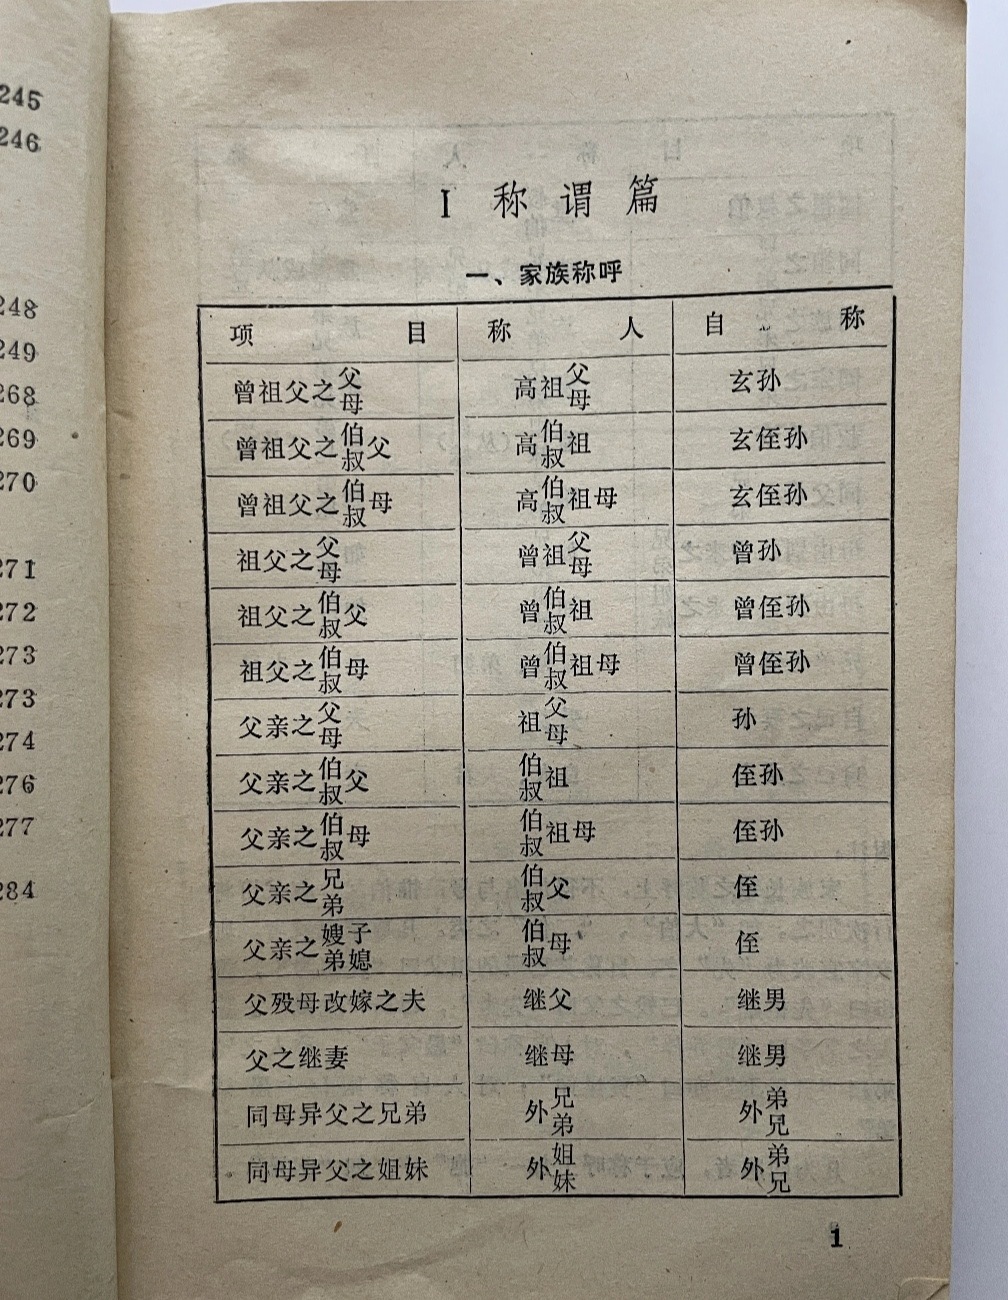 245
246
248
249
268
269
270
271
272
273
273
274
276
277
284
I 称谓篇
一、家族称呼
项目 称人 自称
曾祖父之父母 高祖父母 玄孙
曾祖父之伯叔父 高伯叔祖 玄侄孙
曾祖父之伯叔母 高伯叔祖母 玄侄孙
祖父之父母 曾祖父母 曾孙
祖父之伯叔父 曾伯叔祖 曾侄孙
祖父之伯叔母 曾伯叔祖母 曾侄孙
父亲之父母 祖父母 孙
父亲之伯叔父 伯叔祖 侄孙
父亲之伯叔母 伯叔祖母 侄孙
父亲之兄弟 伯叔父 侄
父亲之嫂子弟媳 伯叔母 侄
父殁母改嫁之夫 继父 继男
父之继妻 继母 继男
同母异父之兄弟 外兄弟 外弟兄
同母异父之姐妹 外姐妹 外弟兄
1